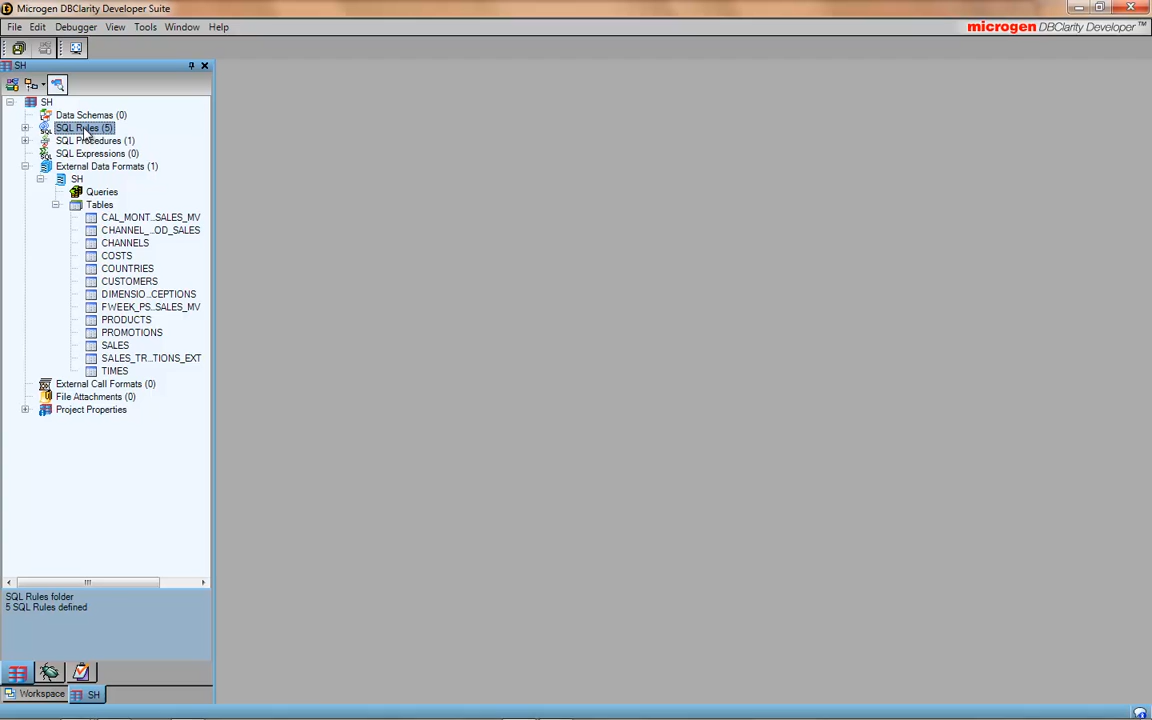 Microgen DBClarity Developer Suite
File Edit Debugger View Tools Window Help
microgen DBClarity Developer™
SH
SH
Data Schemas (0)
SQL Rules (5)
SQL Procedures (1)
SQL Expressions (0)
External Data Formats (1)
SH
Queries
Tables
CAL_MONT...SALES_MV
CHANNEL_...OD_SALES
CHANNELS
COSTS
COUNTRIES
CUSTOMERS
DIMENSIO...CEPTIONS
FWEEK_PS...SALES_MV
PRODUCTS
PROMOTIONS
SALES
SALES_TR...TIONS_EXT
TIMES
External Call Formats (0)
File Attachments (0)
Project Properties
SQL Rules folder
5 SQL Rules defined
Workspace SH